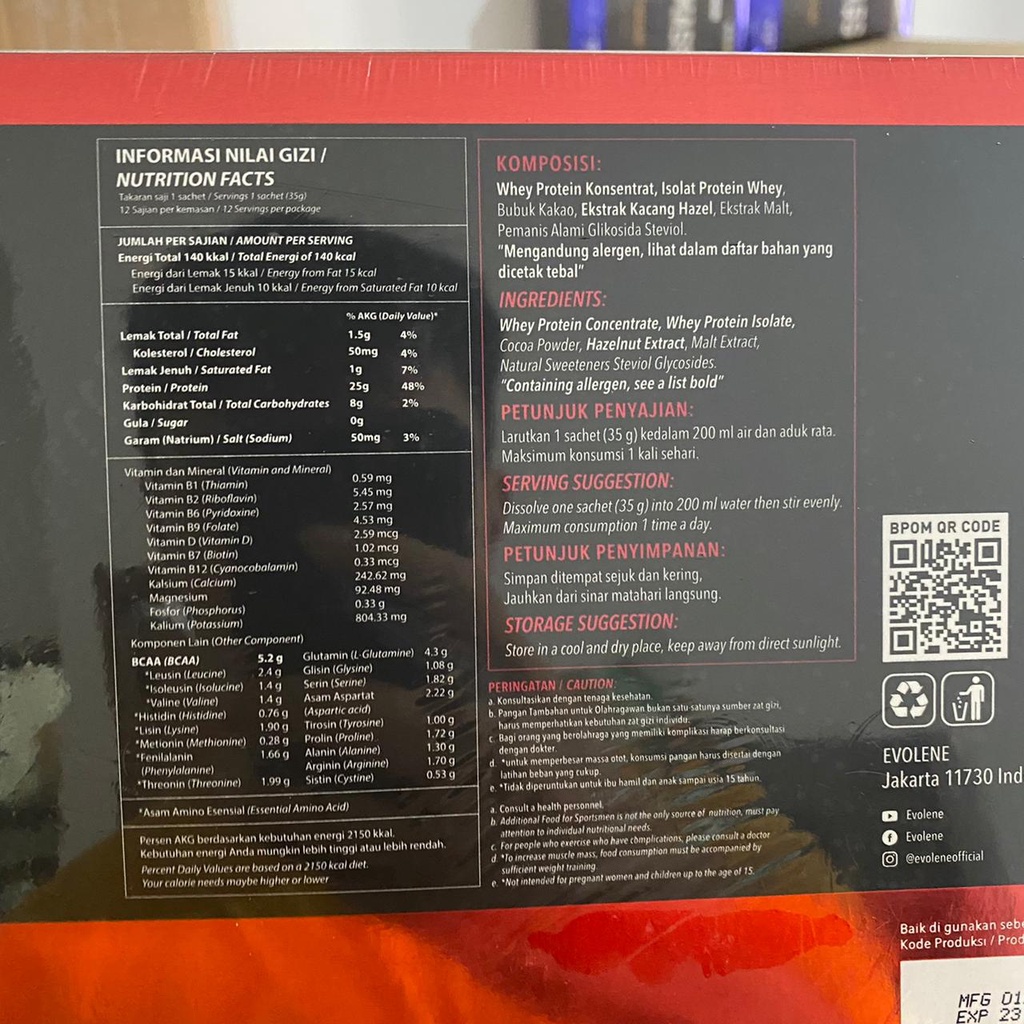 INFORMASI NILAI GIZI /
NUTRITION FACTS
Takaran saji 1 sachet / Servings 1 sachet (35g)
12 Sajian per kemasan / 12 Servings per package
JUMLAH PER SAJIAN / AMOUNT PER SERVING
Energi Total 140 kkal / Total Energi of 140 kcal
Energi dari Lemak 15 kkal / Energy from Fat 15 kcal
Energi dari Lemak Jenuh 10 kkal / Energy from Saturated Fat 10 kcal
% AKG (Daily Value)*
Lemak Total / Total Fat 1.5g 4%
Kolesterol / Cholesterol 50mg 4%
Lemak Jenuh / Saturated Fat 1g 7%
Protein / Protein 25g 48%
Karbohidrat Total / Total Carbohydrates 8g 2%
Gula / Sugar 0g
Garam (Natrium) / Salt (Sodium) 50mg 3%
Vitamin dan Mineral (Vitamin and Mineral)
Vitamin B1 (Thiamin) 0.59 mg
Vitamin B2 (Riboflavin) 5.45 mg
Vitamin B6 (Pyridoxine) 2.57 mg
Vitamin B9 (Folate) 4.53 mg
Vitamin D (Vitamin D) 2.59 mcg
Vitamin B7 (Biotin) 1.02 mcg
Vitamin B12 (Cyanocobalamin) 0.33 mcg
Kalsium (Calcium) 242.62 mg
Magnesium 92.48 mg
Fosfor (Phosphorus) 0.33 g
Kalium (Potassium) 804.33 mg
Komponen Lain (Other Component)
BCAA (BCAA) 5.2 g
*Leusin (Leucine) 2.4 g
*Isoleusin (Isolucine) 1.4 g
*Valine (Valine) 1.4 g
*Histidin (Histidine) 0.76 g
*Lisin (Lysine) 1.90 g
*Metionin (Methionine) 0.28 g
*Fenilalanin 1.66 g
(Phenylalanine)
*Threonin (Threonine) 1.99 g
Glutamin (L-Glutamine) 4.3 g
Glisin (Glysine) 1.08 g
Serin (Serine) 1.82 g
Asam Aspartat 2.22 g
(Aspartic acid)
Tirosin (Tyrosine) 1.00 g
Prolin (Proline) 1.72 g
Alanin (Alanine) 1.30 g
Arginin (Arginine) 1.70 g
Sistin (Cystine) 0.53 g
*Asam Amino Esensial (Essential Amino Acid)
Persen AKG berdasarkan kebutuhan energi 2150 kkal.
Kebutuhan energi Anda mungkin lebih tinggi atau lebih rendah.
Percent Daily Values are based on a 2150 kcal diet.
Your calorie needs maybe higher or lower
KOMPOSISI:
Whey Protein Konsentrat, Isolat Protein Whey,
Bubuk Kakao, Ekstrak Kacang Hazel, Ekstrak Malt,
Pemanis Alami Glikosida Steviol.
"Mengandung alergen, lihat dalam daftar bahan yang
dicetak tebal"
INGREDIENTS:
Whey Protein Concentrate, Whey Protein Isolate,
Cocoa Powder, Hazelnut Extract, Malt Extract,
Natural Sweeteners Steviol Glycosides.
"Containing allergen, see a list bold"
PETUNJUK PENYAJIAN:
Larutkan 1 sachet (35 g) kedalam 200 ml air dan aduk rata.
Maksimum konsumsi 1 kali sehari.
SERVING SUGGESTION:
Dissolve one sachet (35 g) into 200 ml water then stir evenly.
Maximum consumption 1 time a day.
PETUNJUK PENYIMPANAN:
Simpan ditempat sejuk dan kering,
Jauhkan dari sinar matahari langsung.
STORAGE SUGGESTION:
Store in a cool and dry place, keep away from direct sunlight.
PERINGATAN / CAUTION:
a. Konsultasikan dengan tenaga kesehatan.
b. Pangan Tambahan untuk Olahragawan bukan satu-satunya sumber zat gizi,
harus memperhatikan kebutuhan zat gizi individu.
c. Bagi orang yang berolahraga yang memiliki komplikasi harap berkonsultasi
dengan dokter.
d. *untuk memperbesar massa otot, konsumsi pangan harus disertai dengan
latihan beban yang cukup.
e. *Tidak diperuntukan untuk ibu hamil dan anak sampai usia 15 tahun.
a. Consult a health personnel.
b. Additional Food for Sportsmen is not the only source of nutrition, must pay
attention to individual nutritional needs.
c. For people who exercise who have complications, please consult a doctor
d. *To increase muscle mass, food consumption must be accompanied by
sufficient weight training
e. *Not intended for pregnant women and children up to the age of 15.
BPOM QR CODE
EVOLENE
Jakarta 11730 Ind
Evolene
Evolene
@evoleneofficial
Baik di gunakan sebe
Kode Produksi / Prod
MFG 01
EXP 23